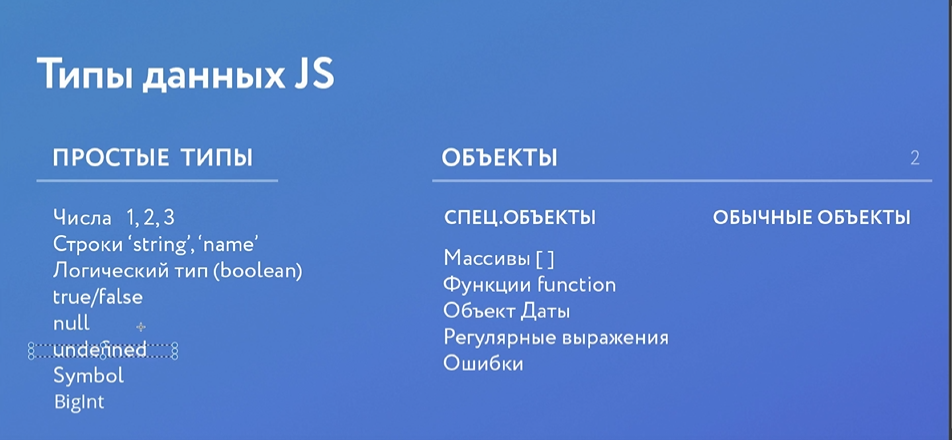 Типы данных JS
ПРОСТЫЕ ТИПЫ
Числа 1, 2, 3
Строки ‘string’, ‘name’
Логический тип (boolean)
true/false
null
undefined
Symbol
BigInt
ОБЪЕКТЫ 2
СПЕЦ.ОБЪЕКТЫ
Массивы [ ]
Функции function
Объект Даты
Регулярные выражения
Ошибки
ОБЫЧНЫЕ ОБЪЕКТЫ